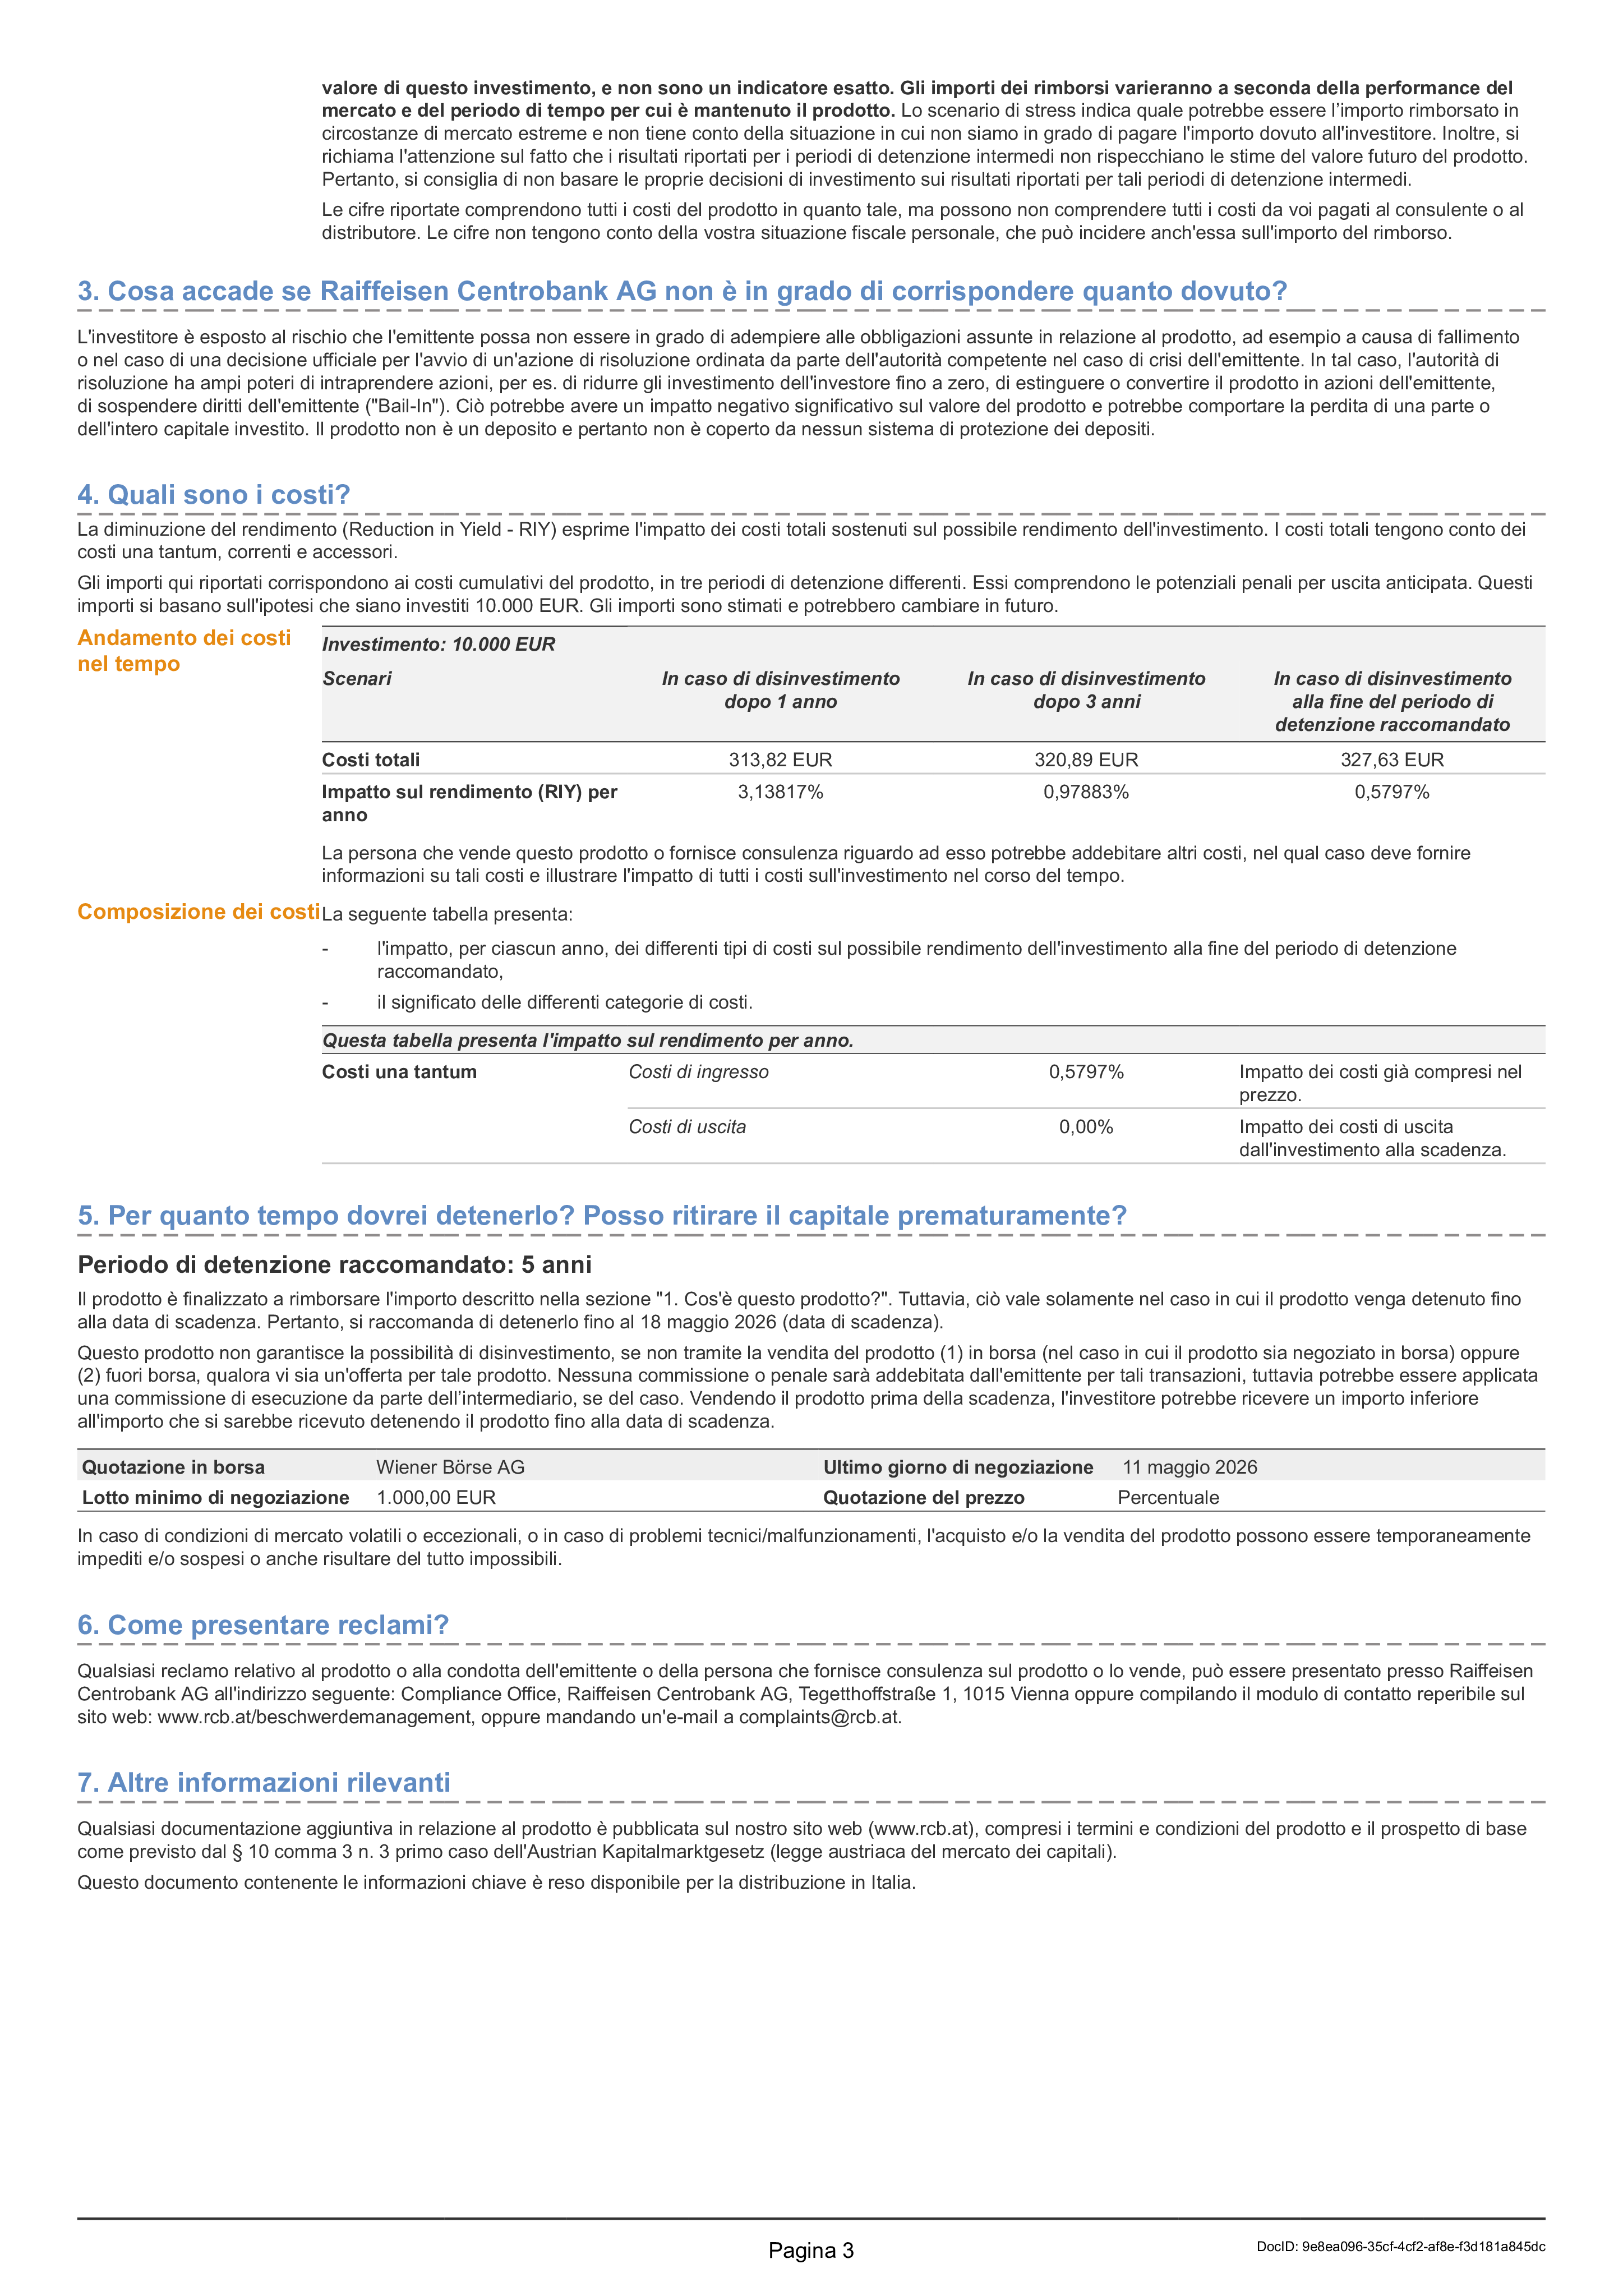 valore di questo investimento, e non sono un indicatore esatto. Gli importi dei rimborsi varieranno a seconda della performance del
mercato e del periodo di tempo per cui è mantenuto il prodotto. Lo scenario di stress indica quale potrebbe essere l’importo rimborsato in
circostanze di mercato estreme e non tiene conto della situazione in cui non siamo in grado di pagare l'importo dovuto all'investitore. Inoltre, si
richiama l'attenzione sul fatto che i risultati riportati per i periodi di detenzione intermedi non rispecchiano le stime del valore futuro del prodotto.
Pertanto, si consiglia di non basare le proprie decisioni di investimento sui risultati riportati per tali periodi di detenzione intermedi.
Le cifre riportate comprendono tutti i costi del prodotto in quanto tale, ma possono non comprendere tutti i costi da voi pagati al consulente o al
distributore. Le cifre non tengono conto della vostra situazione fiscale personale, che può incidere anch'essa sull'importo del rimborso.
3. Cosa accade se Raiffeisen Centrobank AG non è in grado di corrispondere quanto dovuto?
L'investitore è esposto al rischio che l'emittente possa non essere in grado di adempiere alle obbligazioni assunte in relazione al prodotto, ad esempio a causa di fallimento
o nel caso di una decisione ufficiale per l'avvio di un'azione di risoluzione ordinata da parte dell'autorità competente nel caso di crisi dell'emittente. In tal caso, l'autorità di
risoluzione ha ampi poteri di intraprendere azioni, per es. di ridurre gli investimento dell'investore fino a zero, di estinguere o convertire il prodotto in azioni dell'emittente,
di sospendere diritti dell'emittente ("Bail-In"). Ciò potrebbe avere un impatto negativo significativo sul valore del prodotto e potrebbe comportare la perdita di una parte o
dell'intero capitale investito. Il prodotto non è un deposito e pertanto non è coperto da nessun sistema di protezione dei depositi.
4. Quali sono i costi?
La diminuzione del rendimento (Reduction in Yield - RIY) esprime l'impatto dei costi totali sostenuti sul possibile rendimento dell'investimento. I costi totali tengono conto dei
costi una tantum, correnti e accessori.
Gli importi qui riportati corrispondono ai costi cumulativi del prodotto, in tre periodi di detenzione differenti. Essi comprendono le potenziali penali per uscita anticipata. Questi
importi si basano sull'ipotesi che siano investiti 10.000 EUR. Gli importi sono stimati e potrebbero cambiare in futuro.
Andamento dei costi
nel tempo
Investimento: 10.000 EUR
Scenari In caso di disinvestimento In caso di disinvestimento In caso di disinvestimento
dopo 1 anno dopo 3 anni alla fine del periodo di
detenzione raccomandato
Costi totali 313,82 EUR 320,89 EUR 327,63 EUR
Impatto sul rendimento (RIY) per 3,13817% 0,97883% 0,5797%
anno
La persona che vende questo prodotto o fornisce consulenza riguardo ad esso potrebbe addebitare altri costi, nel qual caso deve fornire
informazioni su tali costi e illustrare l'impatto di tutti i costi sull'investimento nel corso del tempo.
Composizione dei costi La seguente tabella presenta:
- l'impatto, per ciascun anno, dei differenti tipi di costi sul possibile rendimento dell'investimento alla fine del periodo di detenzione
raccomandato,
- il significato delle differenti categorie di costi.
Questa tabella presenta l'impatto sul rendimento per anno.
Costi una tantum Costi di ingresso 0,5797% Impatto dei costi già compresi nel
prezzo.
Costi di uscita 0,00% Impatto dei costi di uscita
dall'investimento alla scadenza.
5. Per quanto tempo dovrei detenerlo? Posso ritirare il capitale prematuramente?
Periodo di detenzione raccomandato: 5 anni
Il prodotto è finalizzato a rimborsare l'importo descritto nella sezione "1. Cos'è questo prodotto?". Tuttavia, ciò vale solamente nel caso in cui il prodotto venga detenuto fino
alla data di scadenza. Pertanto, si raccomanda di detenerlo fino al 18 maggio 2026 (data di scadenza).
Questo prodotto non garantisce la possibilità di disinvestimento, se non tramite la vendita del prodotto (1) in borsa (nel caso in cui il prodotto sia negoziato in borsa) oppure
(2) fuori borsa, qualora vi sia un'offerta per tale prodotto. Nessuna commissione o penale sarà addebitata dall'emittente per tali transazioni, tuttavia potrebbe essere applicata
una commissione di esecuzione da parte dell’intermediario, se del caso. Vendendo il prodotto prima della scadenza, l'investitore potrebbe ricevere un importo inferiore
all'importo che si sarebbe ricevuto detenendo il prodotto fino alla data di scadenza.
Quotazione in borsa Wiener Börse AG Ultimo giorno di negoziazione 11 maggio 2026
Lotto minimo di negoziazione 1.000,00 EUR Quotazione del prezzo Percentuale
In caso di condizioni di mercato volatili o eccezionali, o in caso di problemi tecnici/malfunzionamenti, l'acquisto e/o la vendita del prodotto possono essere temporaneamente
impediti e/o sospesi o anche risultare del tutto impossibili.
6. Come presentare reclami?
Qualsiasi reclamo relativo al prodotto o alla condotta dell'emittente o della persona che fornisce consulenza sul prodotto o lo vende, può essere presentato presso Raiffeisen
Centrobank AG all'indirizzo seguente: Compliance Office, Raiffeisen Centrobank AG, Tegetthoffstraße 1, 1015 Vienna oppure compilando il modulo di contatto reperibile sul
sito web: www.rcb.at/beschwerdemanagement, oppure mandando un'e-mail a complaints@rcb.at.
7. Altre informazioni rilevanti
Qualsiasi documentazione aggiuntiva in relazione al prodotto è pubblicata sul nostro sito web (www.rcb.at), compresi i termini e condizioni del prodotto e il prospetto di base
come previsto dal § 10 comma 3 n. 3 primo caso dell'Austrian Kapitalmarktgesetz (legge austriaca del mercato dei capitali).
Questo documento contenente le informazioni chiave è reso disponibile per la distribuzione in Italia.
Pagina 3
DocID: 9e8ea096-35cf-4cf2-af8e-f3d181a845dc